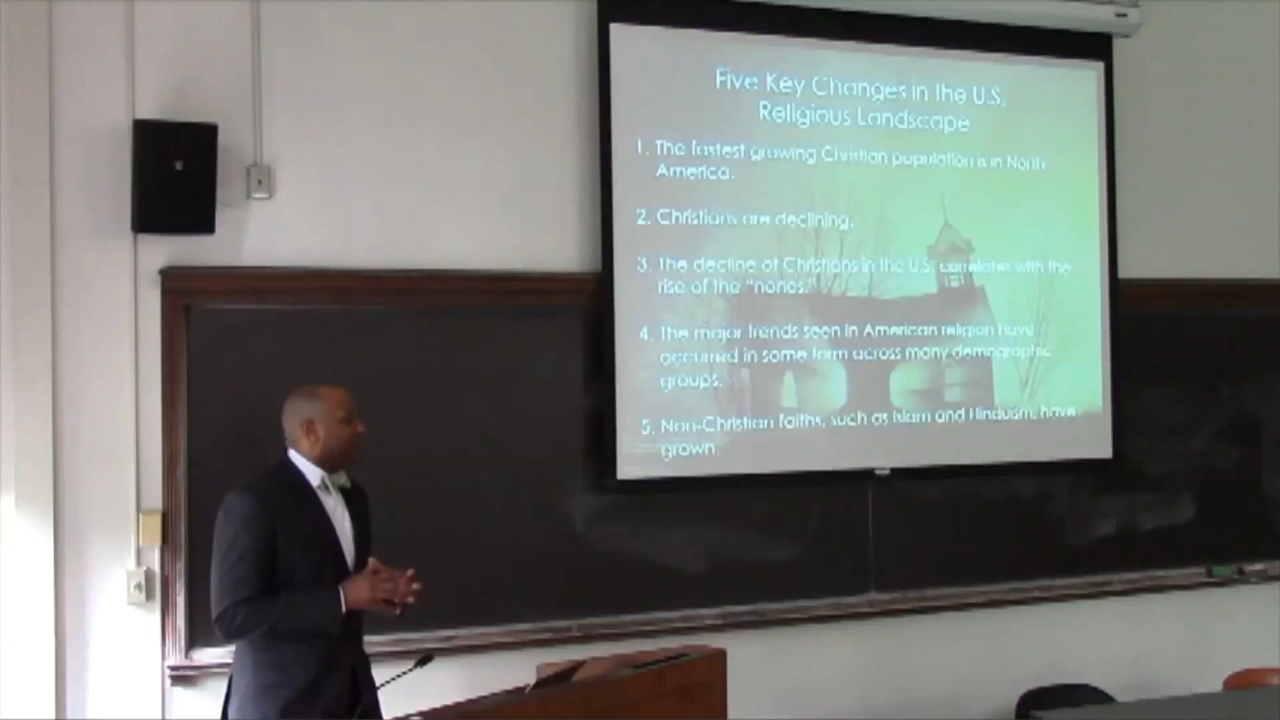 Five Key Changes in the U.S.
Religious Landscape
1. The fastest growing Christian population is in North
America.
2. Christians are declining.
3. The decline of Christians in the U.S. correlates with the
rise of the "nones."
4. The major trends seen in American religion have
occurred in some form across many demographic
groups.
5. Non-Christian faiths, such as Islam and Hinduism, have
grown.